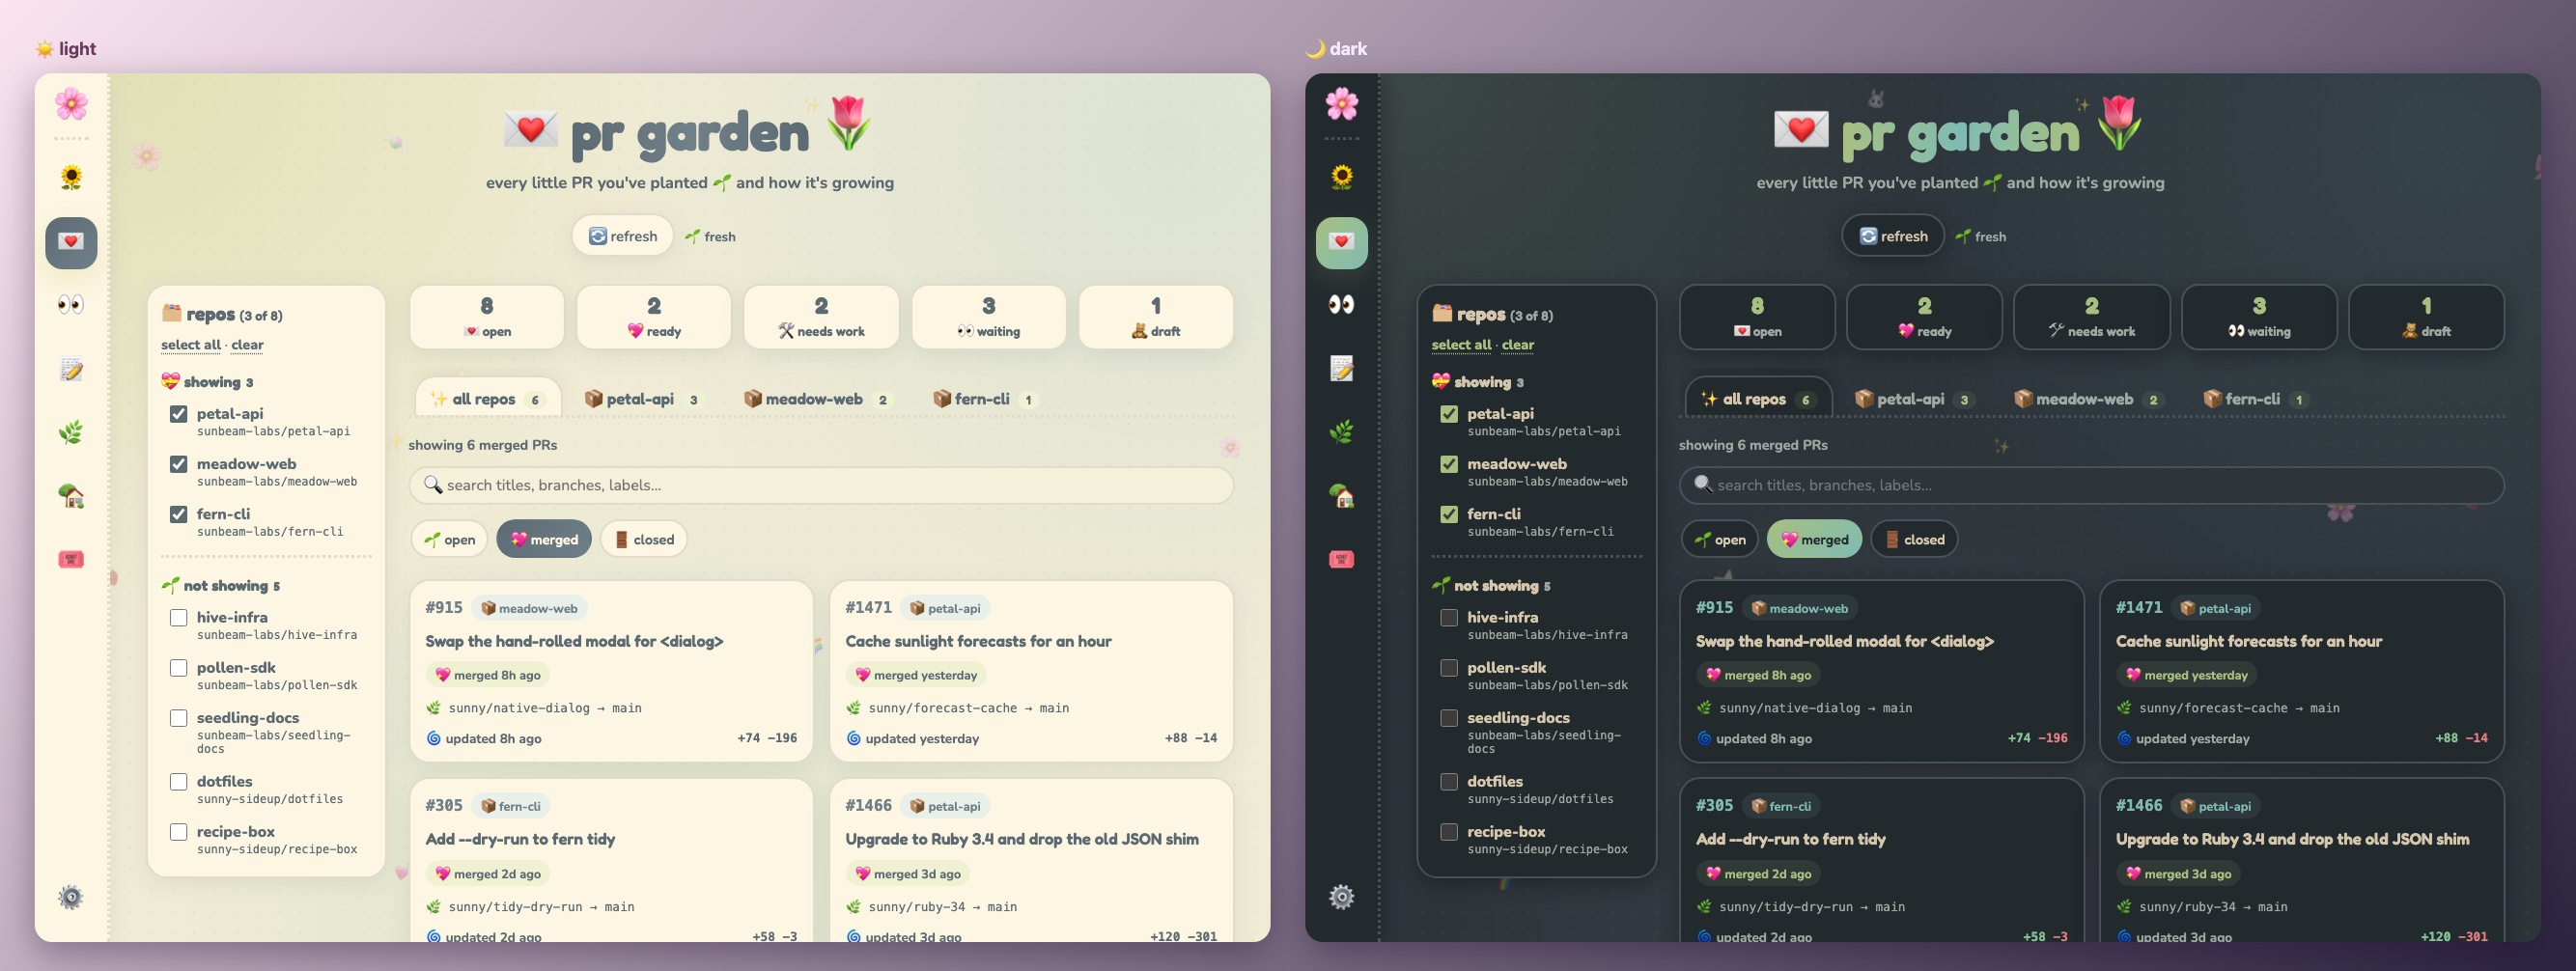 light
pr garden
every little PR you've planted and how it's growing
refresh fresh
repos (3 of 8)
select all · clear
showing 3
petal-api
sunbeam-labs/petal-api
meadow-web
sunbeam-labs/meadow-web
fern-cli
sunbeam-labs/fern-cli
not showing 5
hive-infra
sunbeam-labs/hive-infra
pollen-sdk
sunbeam-labs/pollen-sdk
seedling-docs
sunbeam-labs/seedling-
docs
dotfiles
sunny-sideup/dotfiles
recipe-box
sunny-sideup/recipe-box
8 2 2 3 1
open ready needs work waiting draft
all repos 6 petal-api 3 meadow-web 2 fern-cli 1
showing 6 merged PRs
search titles, branches, labels...
open merged closed
#915 meadow-web
Swap the hand-rolled modal for <dialog>
merged 8h ago
sunny/native-dialog → main
updated 8h ago +74 −196
#1471 petal-api
Cache sunlight forecasts for an hour
merged yesterday
sunny/forecast-cache → main
updated yesterday +88 −14
#305 fern-cli
Add --dry-run to fern tidy
merged 2d ago
sunny/tidy-dry-run → main
updated 2d ago +58 −3
#1466 petal-api
Upgrade to Ruby 3.4 and drop the old JSON shim
merged 3d ago
sunny/ruby-34 → main
updated 3d ago +120 −301
dark
pr garden
every little PR you've planted and how it's growing
refresh fresh
repos (3 of 8)
select all · clear
showing 3
petal-api
sunbeam-labs/petal-api
meadow-web
sunbeam-labs/meadow-web
fern-cli
sunbeam-labs/fern-cli
not showing 5
hive-infra
sunbeam-labs/hive-infra
pollen-sdk
sunbeam-labs/pollen-sdk
seedling-docs
sunbeam-labs/seedling-
docs
dotfiles
sunny-sideup/dotfiles
recipe-box
sunny-sideup/recipe-box
8 2 2 3 1
open ready needs work waiting draft
all repos 6 petal-api 3 meadow-web 2 fern-cli 1
showing 6 merged PRs
search titles, branches, labels...
open merged closed
#915 meadow-web
Swap the hand-rolled modal for <dialog>
merged 8h ago
sunny/native-dialog → main
updated 8h ago +74 −196
#1471 petal-api
Cache sunlight forecasts for an hour
merged yesterday
sunny/forecast-cache → main
updated yesterday +88 −14
#305 fern-cli
Add --dry-run to fern tidy
merged 2d ago
sunny/tidy-dry-run → main
updated 2d ago +58 −3
#1466 petal-api
Upgrade to Ruby 3.4 and drop the old JSON shim
merged 3d ago
sunny/ruby-34 → main
updated 3d ago +120 −301